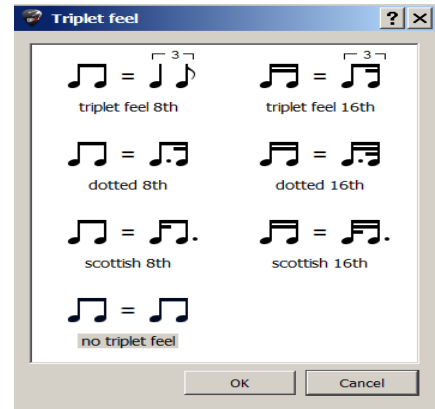 Triplet feel
3
3
triplet feel 8th
triplet feel 16th
dotted 8th
dotted 16th
scottish 8th
scottish 16th
no triplet feel
OK
Cancel